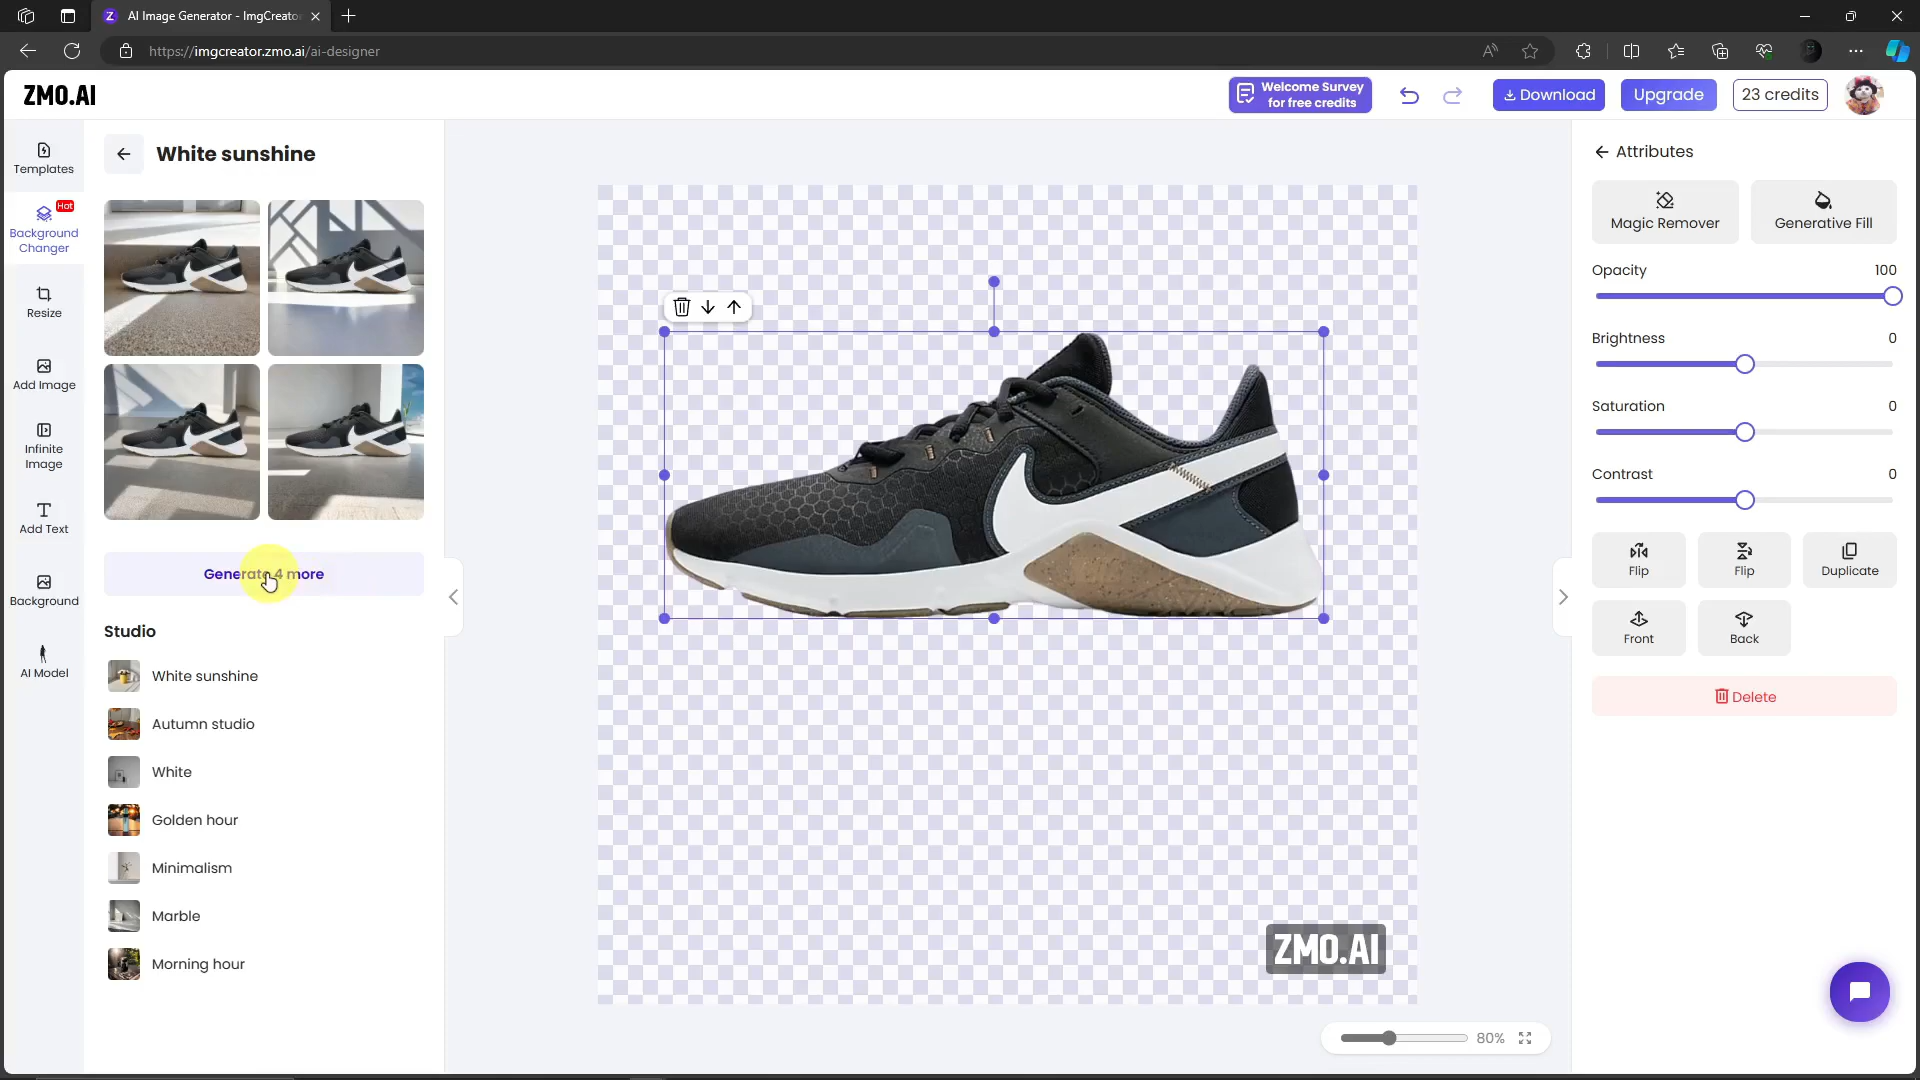 AI Image Generator - ImgCreator
https://imgcreator.zmo.ai/ai-designer
ZMO.AI
Welcome Survey
for free credits
Download
Upgrade
23 credits
Templates
Hot
Background
Changer
Resize
Add Image
Infinite
Image
Add Text
Background
AI Model
White sunshine
Generate 4 more
Studio
White sunshine
Autumn studio
White
Golden hour
Minimalism
Marble
Morning hour
ZMO.AI
80%
Attributes
Magic Remover
Generative Fill
Opacity 100
Brightness 0
Saturation 0
Contrast 0
Flip
Flip
Duplicate
Front
Back
Delete